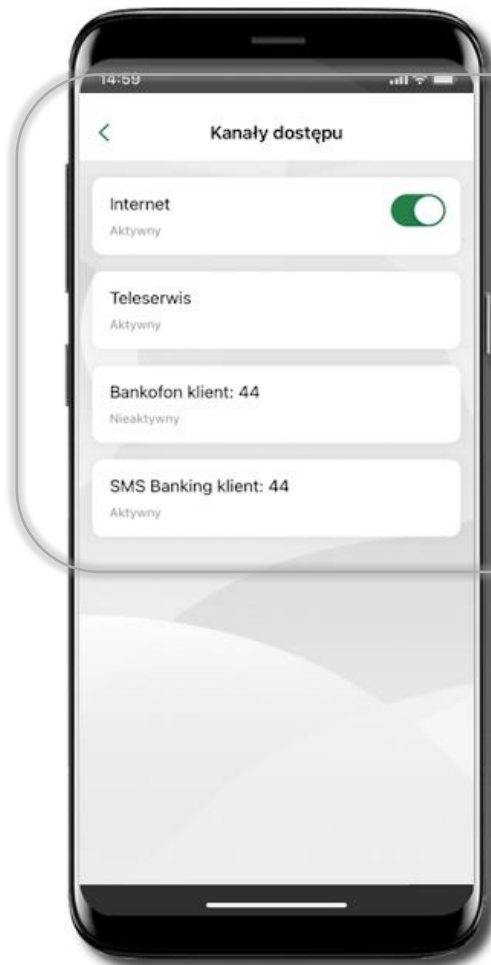 14:59
Kanały dostępu
Internet
Aktywny
Teleserwis
Aktywny
Bankofon klient: 44
Nieaktywny
SMS Banking klient: 44
Aktywny